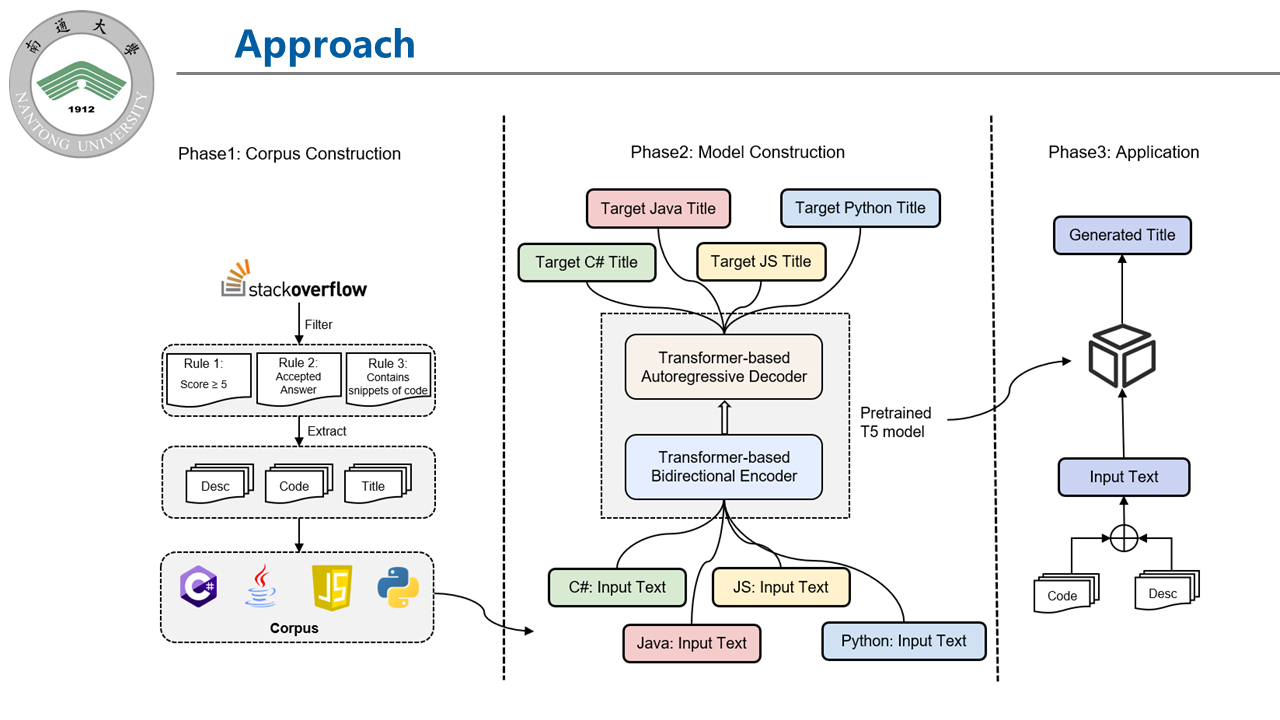 南通大學
1912
NANTONG UNIVERSITY
Approach
Phase1: Corpus Construction
stackoverflow
Filter
Rule 1:
Score ≥ 5
Rule 2:
Accepted
Answer
Rule 3:
Contains
snippets of code
Extract
Desc
Code
Title
C#
JS
Corpus
Phase2: Model Construction
Target Java Title
Target Python Title
Target C# Title
Target JS Title
Transformer-based
Autoregressive Decoder
Transformer-based
Bidirectional Encoder
Pretrained
T5 model
C#: Input Text
JS: Input Text
Java: Input Text
Python: Input Text
Phase3: Application
Generated Title
Input Text
Code
Desc